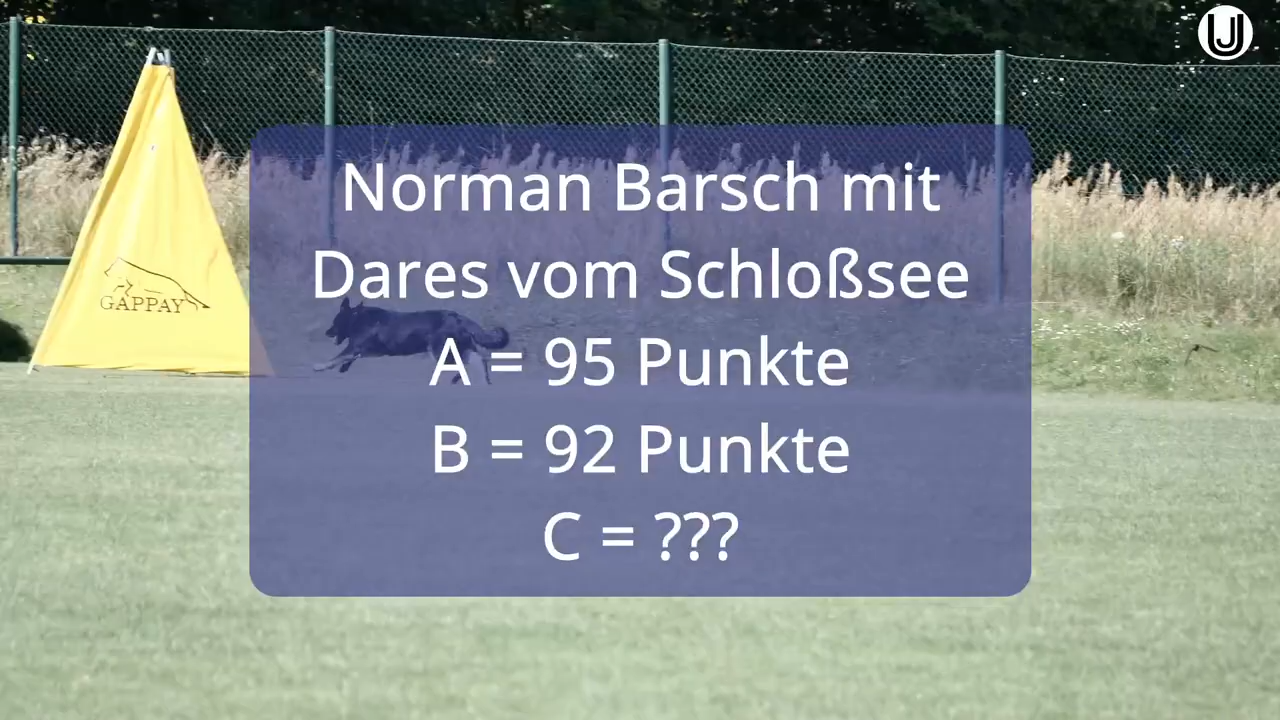 Norman Barsch mit
Dares vom Schloßsee
A = 95 Punkte
B = 92 Punkte
C = ???
GAPPAY